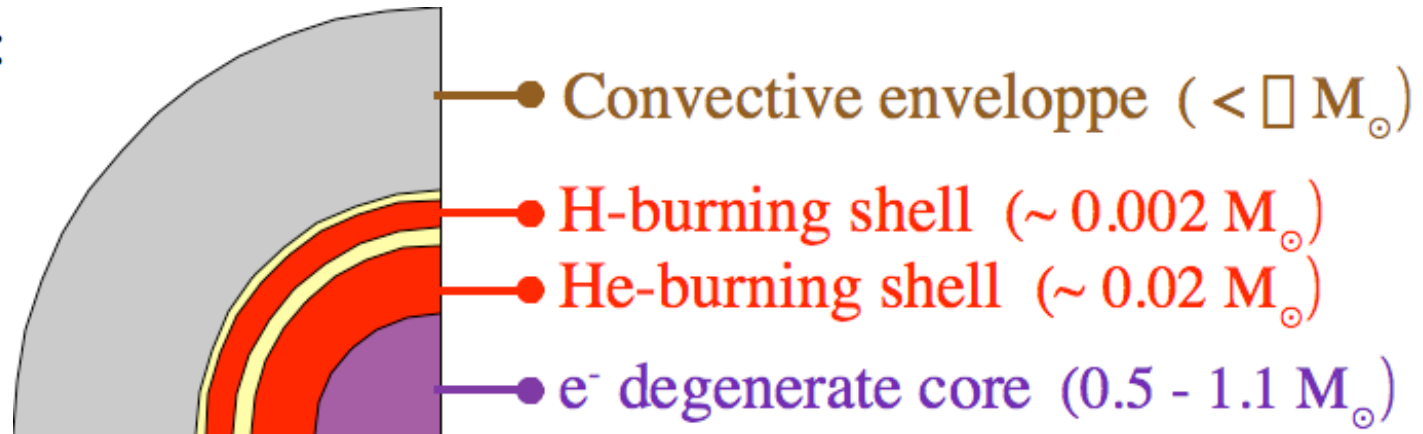 :
Convective enveloppe ( < ▯ M☉)
H-burning shell (~ 0.002 M☉)
He-burning shell (~ 0.02 M☉)
e⁻ degenerate core (0.5 - 1.1 M☉)